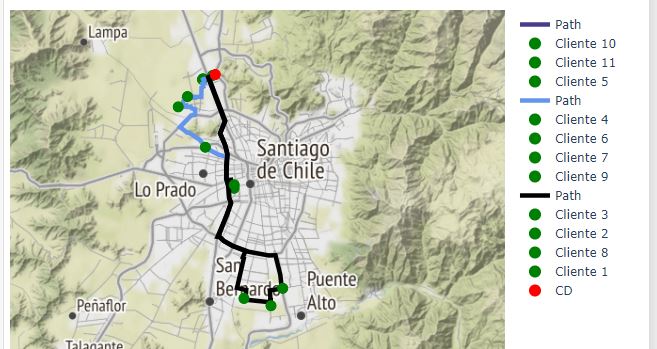 Lampa
Santiago
de Chile
Lo Prado
San
Bernardo
Puente
Alto
Peñaflor
Talagante
Path
Cliente 10
Cliente 11
Cliente 5
Path
Cliente 4
Cliente 6
Cliente 7
Cliente 9
Path
Cliente 3
Cliente 2
Cliente 8
Cliente 1
CD